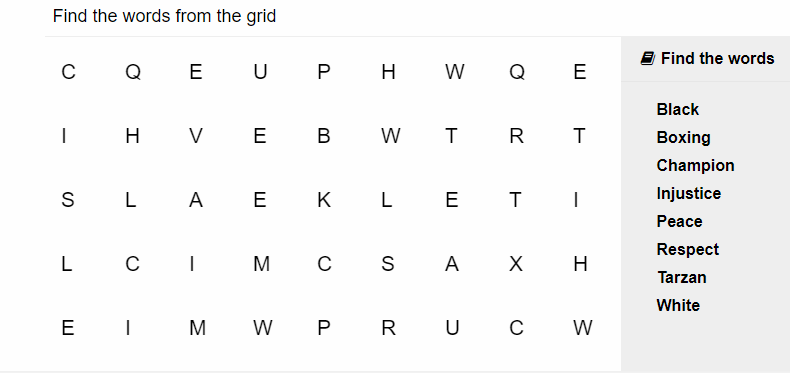 Find the words from the grid
C Q E U P H W Q E
I H V E B W T R T
S L A E K L E T I
L C I M C S A X H
E I M W P R U C W
Find the words
Black
Boxing
Champion
Injustice
Peace
Respect
Tarzan
White